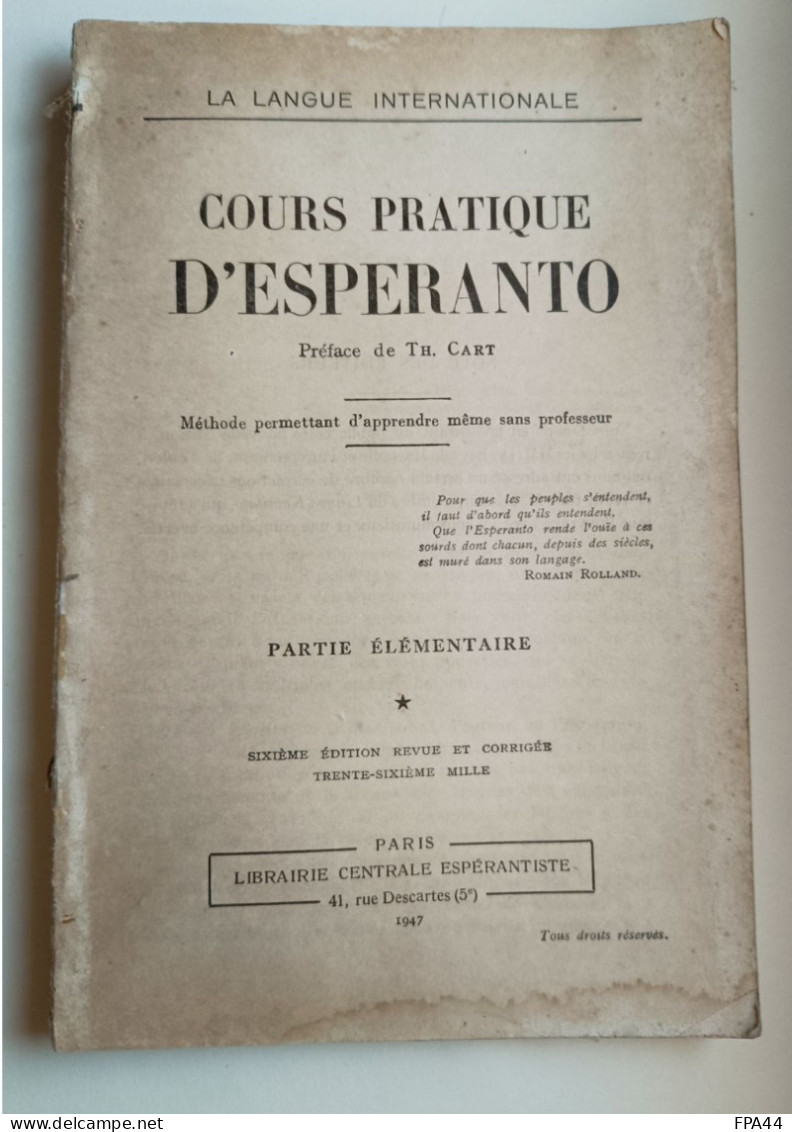 LA LANGUE INTERNATIONALE
COURS PRATIQUE
D'ESPERANTO
Préface de TH. CART
Méthode permettant d'apprendre même sans professeur
Pour que les peuples s'entendent,
il faut d'abord qu'ils entendent.
Que l'Esperanto rende l'ouïe à ces
sourds dont chacun, depuis des siècles,
est muré dans son langage.
ROMAIN ROLLAND.
PARTIE ÉLÉMENTAIRE
★
SIXIÈME ÉDITION REVUE ET CORRIGÉE
TRENTE-SIXIÈME MILLE
PARIS
LIBRAIRIE CENTRALE ESPÉRANTISTE
41, rue Descartes (5e)
1947
Tous droits réservés.
www.delcampe.net
FPA44